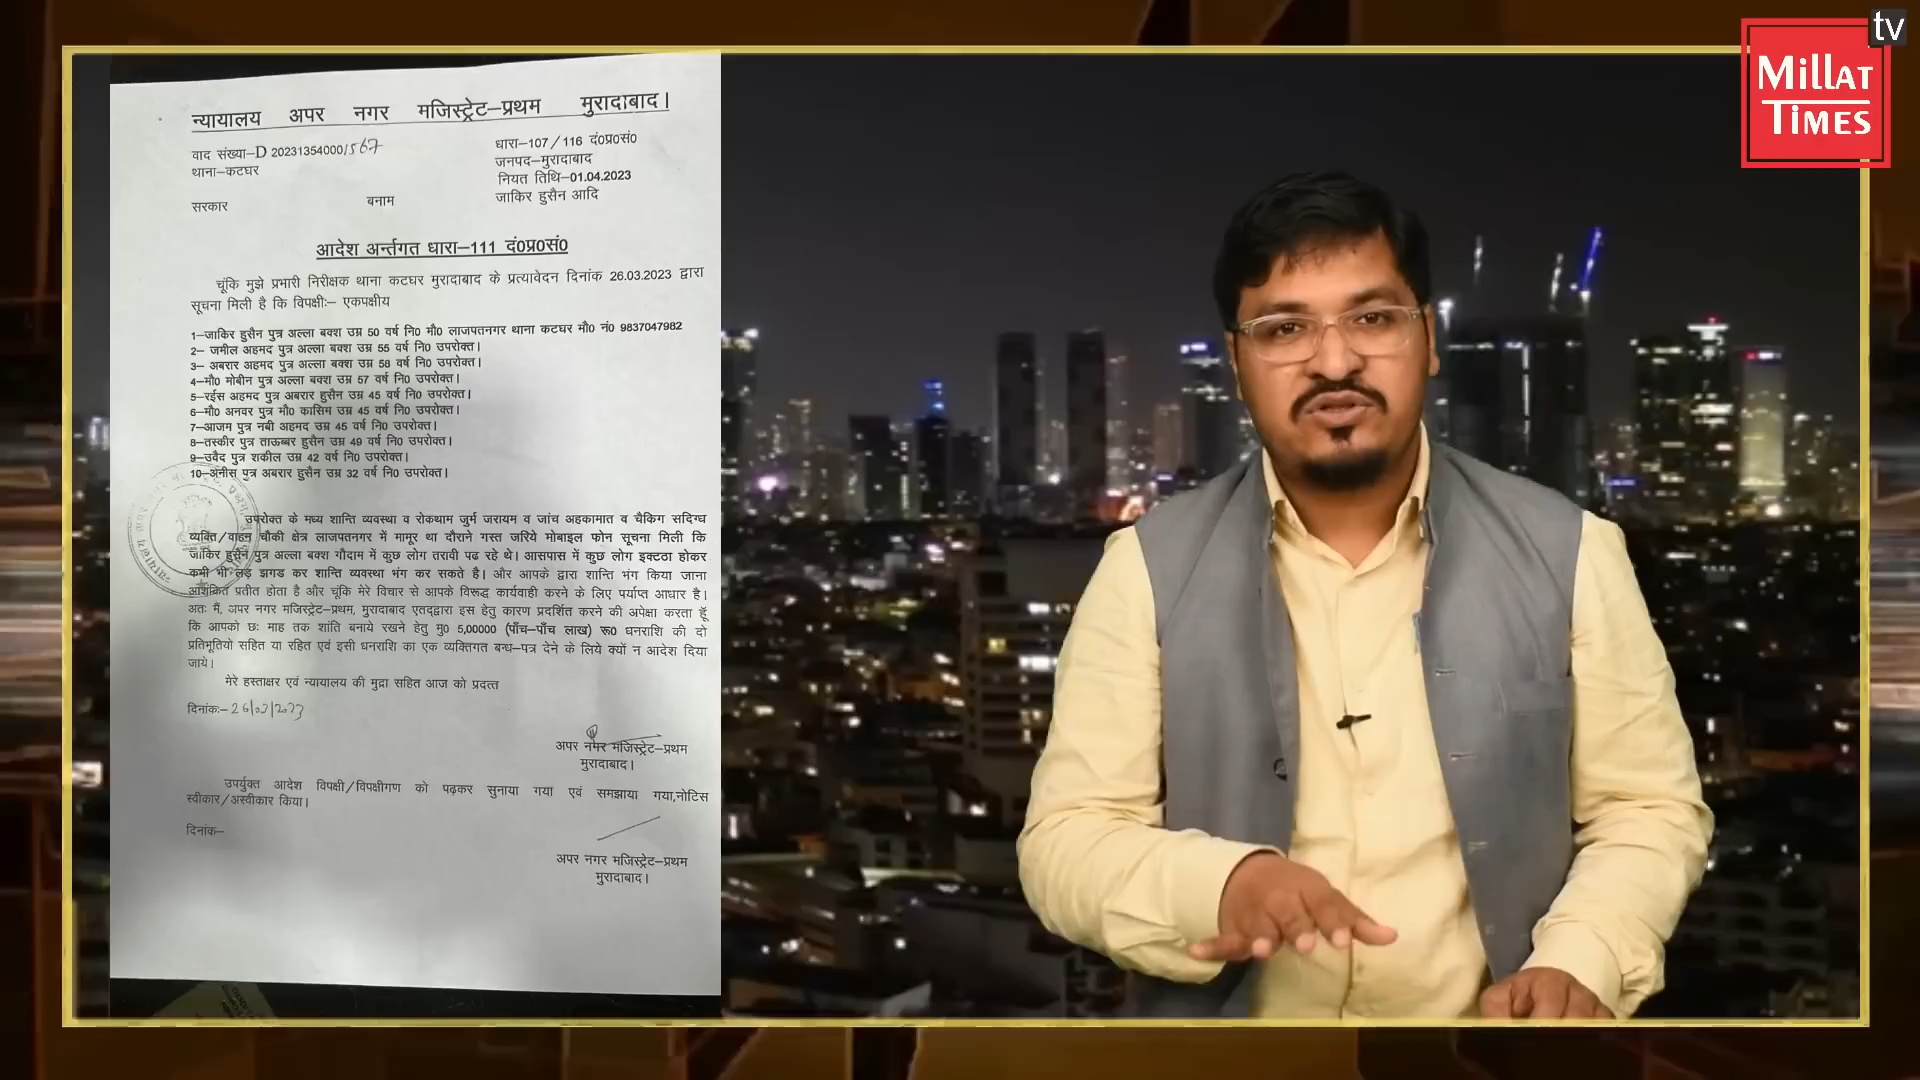 न्यायालय अपर नगर मजिस्ट्रेट–प्रथम मुरादाबाद।
वाद संख्या–D 20231354000/567
थाना–कटघर
धारा–107/116 दं0प्र0सं0
जनपद–मुरादाबाद
नियत तिथि–01.04.2023
सरकार बनाम जाकिर हुसैन आदि
आदेश अर्न्तगत धारा–111 दं0प्र0सं0
चूंकि मुझे प्रभारी निरीक्षक थाना कटघर मुरादाबाद के प्रत्यावेदन दिनांक 26.03.2023 द्वारा
सूचना मिली है कि विपक्षीः– एकपक्षीय
1–जाकिर हुसैन पुत्र अल्ला बक्श उम्र 50 वर्ष नि0 मौ0 लाजपतनगर थाना कटघर मौ0 नं0 9837047982
2– जमील अहमद पुत्र अल्ला बक्श उम्र 55 वर्ष नि0 उपरोक्त।
3– अबरार अहमद पुत्र अल्ला बक्श उम्र 58 वर्ष नि0 उपरोक्त।
4–मौ0 मोबीन पुत्र अल्ला बक्श उम्र 57 वर्ष नि0 उपरोक्त।
5–रईस अहमद पुत्र अबरार हुसैन उम्र 45 वर्ष नि0 उपरोक्त।
6–मौ0 अनवर पुत्र मौ0 कासिम उम्र 45 वर्ष नि0 उपरोक्त।
7–आजम पुत्र नबी अहमद उम्र 45 वर्ष नि0 उपरोक्त।
8–तस्कीर पुत्र ताऊब्बर हुसैन उम्र 49 वर्ष नि0 उपरोक्त।
9–उवैद पुत्र शकील उम्र 42 वर्ष नि0 उपरोक्त।
10–अनीस पुत्र अबरार हुसैन उम्र 32 वर्ष नि0 उपरोक्त।
उपरोक्त के मध्य शान्ति व्यवस्था व रोकथाम जुर्म जरायम व जांच अहकामात व चैकिग सदिग्ध
व्यक्ति/वाहन चौकी क्षेत्र लाजपतनगर में मामूर था दौराने गस्त जरिये मोबाइल फोन सूचना मिली कि
जाकिर हुसैन पुत्र अल्ला बक्श गौदाम में कुछ लोग तरावी पढ रहे थे। आसपास में कुछ लोग इक्टठा होकर
कभी भी लड़ झगड कर शान्ति व्यवस्था भंग कर सकते है। और आपके द्वारा शान्ति भंग किया जाना
आशंकित प्रतीत होता है और चूंकि मेरे विचार से आपके विरूद्ध कार्यवाही करने के लिए पर्याप्त आधार है।
अतः मैं, अपर नगर मजिस्ट्रेट–प्रथम, मुरादाबाद एतद्द्वारा इस हेतु कारण प्रदर्शित करने की अपेक्षा करता हूँ
कि आपको छः माह तक शांति बनाये रखने हेतु मु0 5,00000 (पाँच–पाँच लाख) रू0 धनराशि की दो
प्रतिभूतियो सहित या रहित एवं इसी धनराशि का एक व्यक्तिगत बन्ध–पत्र देने के लिये क्यों न आदेश दिया
जाये।
मेरे हस्ताक्षर एवं न्यायालय की मुद्रा सहित आज को प्रदत्त
दिनांकः– 26/03/2023
अपर नगर मजिस्ट्रेट–प्रथम
मुरादाबाद।
उपर्युक्त आदेश विपक्षी/विपक्षीगण को पढ़कर सुनाया गया एवं समझाया गया,नोटिस
स्वीकार/अस्वीकार किया।
दिनांक–
अपर नगर मजिस्ट्रेट–प्रथम
मुरादाबाद।
MILLAT
TIMES
tv